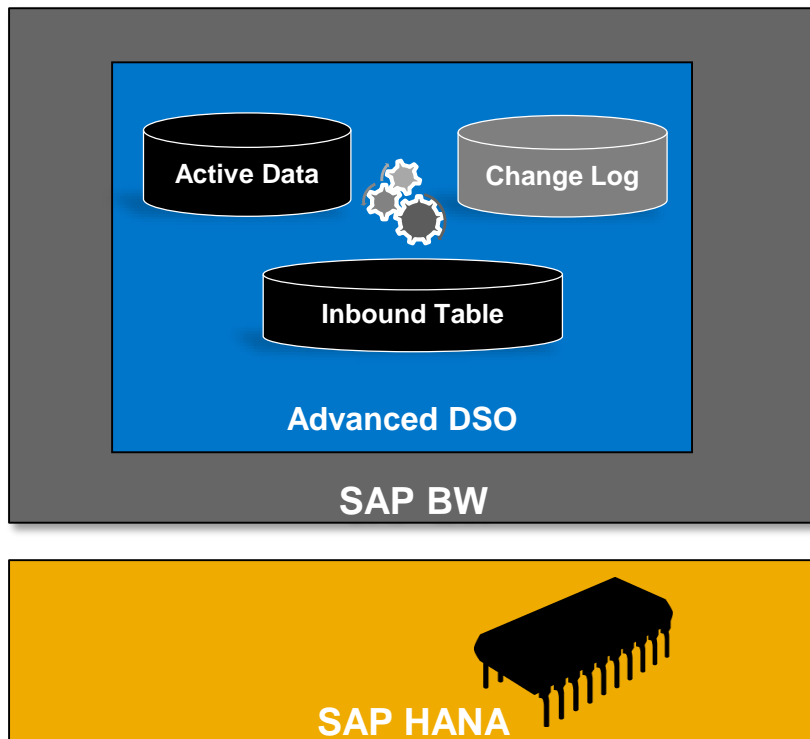 Active Data
Change Log
Inbound Table
Advanced DSO
SAP BW
SAP HANA